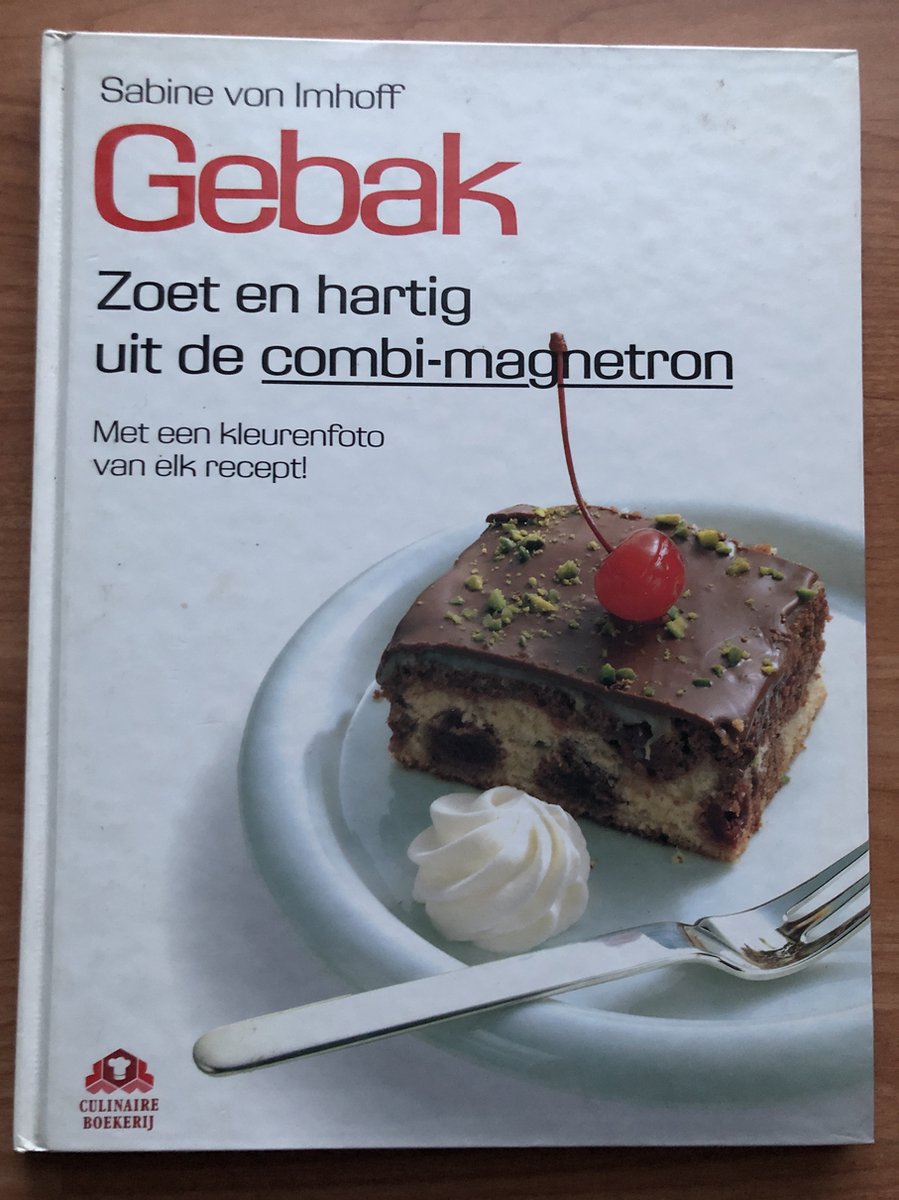 Sabine von Imhoff
Gebak
Zoet en hartig
uit de combi-magnetron
Met een kleurenfoto
van elk recept!
CULINAIRE
BOEKERIJ